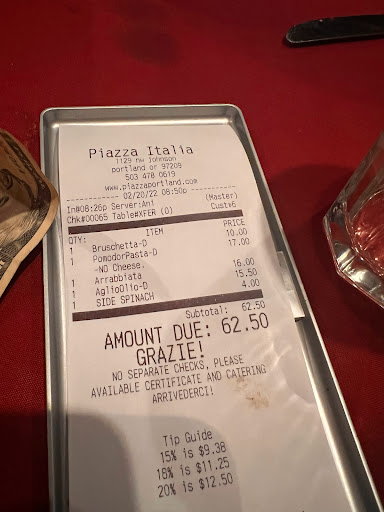 Piazza Italia
1129 nw johnson
portland or 97209
503 478 0619
www.piazzaportland.com
02/20/22 08:50p
In#08:26p Server:Ani (Master)
Chk#00065 Table#XFER (0) Cust√6
QTY: ITEM PRICE
1 Bruschetta-D 10.00
1 PomodorPasta-D 17.00
-NO Cheese.
1 Arrabbiata 16.00
1 AglioOlio-D 15.50
1 SIDE SPINACH 4.00
Subtotal: 62.50
AMOUNT DUE: 62.50
GRAZIE!
NO SEPARATE CHECKS, PLEASE
AVAILABLE CERTIFICATE AND CATERING
ARRIVEDERCI!
Tip Guide
15% is $9.38
18% is $11.25
20% is $12.50